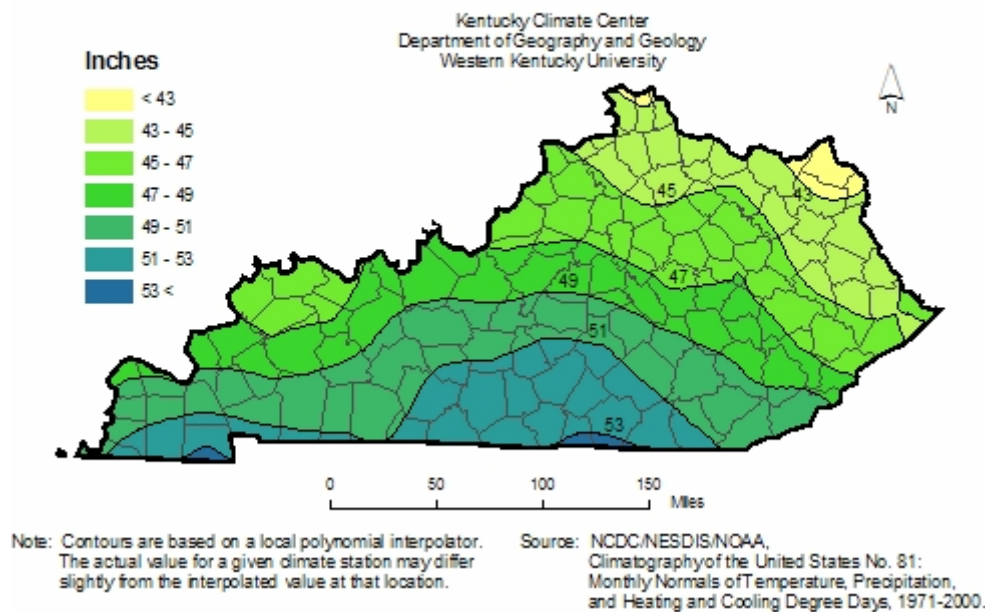 Kentucky Climate Center
Department of Geography and Geology
Western Kentucky University
Inches
< 43
43 - 45
45 - 47
47 - 49
49 - 51
51 - 53
53 <
N
45
43
47
49
51
53
0 50 100 150
Miles
Note: Contours are based on a local polynomial interpolator.
The actual value for a given climate station may differ
slightly from the interpolated value at that location.
Source: NCDC/NESDIS/NOAA,
Climatography of the United States No. 81:
Monthly Normals of Temperature, Precipitation,
and Heating and Cooling Degree Days, 1971-2000.